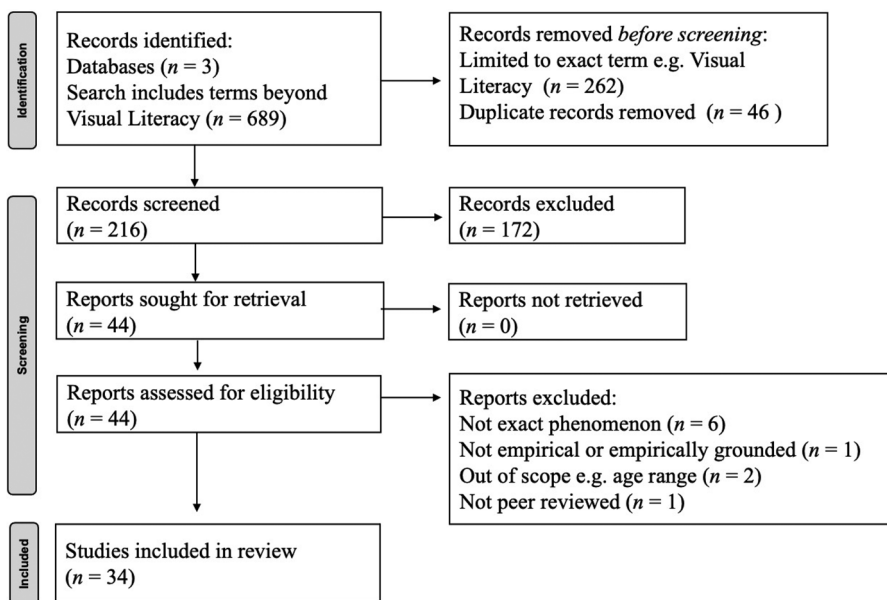 Identification
Records identified:
Databases (n = 3)
Search includes terms beyond
Visual Literacy (n = 689)
Records removed before screening:
Limited to exact term e.g. Visual
Literacy (n = 262)
Duplicate records removed (n = 46 )
Screening
Records screened
(n = 216)
Records excluded
(n = 172)
Reports sought for retrieval
(n = 44)
Reports not retrieved
(n = 0)
Reports assessed for eligibility
(n = 44)
Reports excluded:
Not exact phenomenon (n = 6)
Not empirical or empirically grounded (n = 1)
Out of scope e.g. age range (n = 2)
Not peer reviewed (n = 1)
Included
Studies included in review
(n = 34)